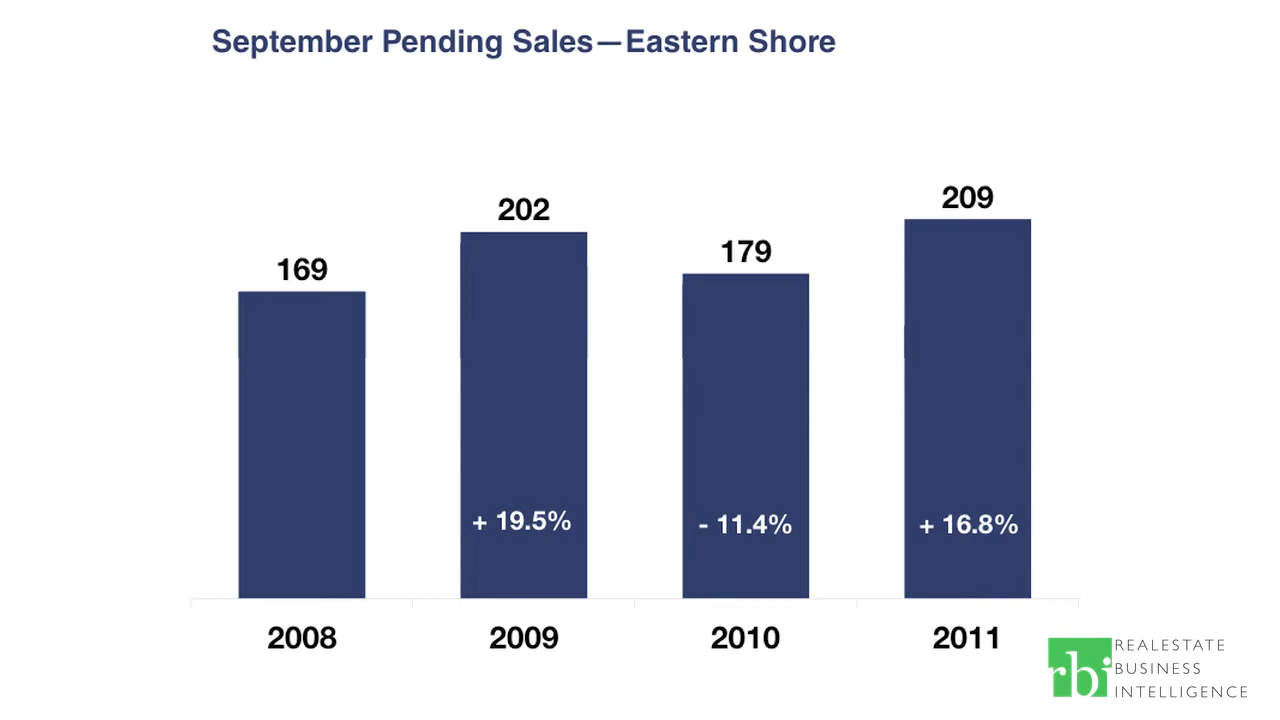 September Pending Sales—Eastern Shore
209
202
179
169
+ 19.5%
- 11.4%
+ 16.8%
2008
2009
2010
2011
rbi
REALESTATE
BUSINESS
INTELLIGENCE